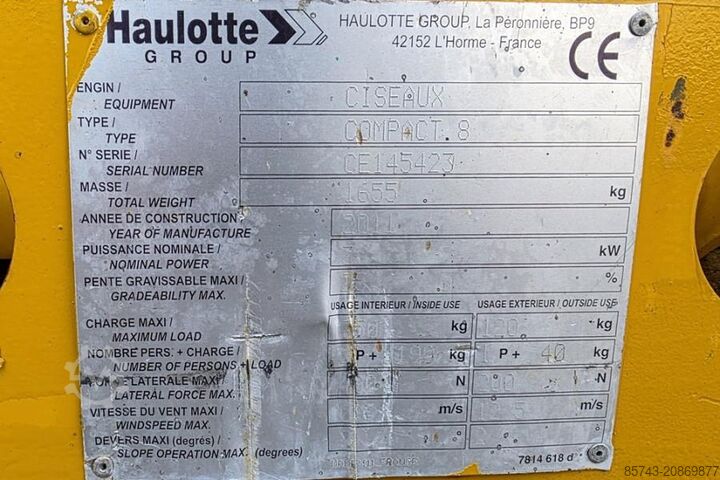 Haulotte
GROUP
HAULOTTE GROUP, La Péronnière, BP9
42152 L'Horme - France
CE
ENGIN /
EQUIPMENT
CISEAUX
TYPE /
TYPE
COMPACT 8
N° SERIE /
SERIAL NUMBER
CE145423
MASSE /
TOTAL WEIGHT
1655 kg
ANNEE DE CONSTRUCTION /
YEAR OF MANUFACTURE
2011
PUISSANCE NOMINALE /
NOMINAL POWER
kW
PENTE GRAVISSABLE MAXI /
GRADEABILITY MAX.
%
USAGE INTERIEUR / INSIDE USE
USAGE EXTERIEUR / OUTSIDE USE
CHARGE MAXI /
MAXIMUM LOAD
kg 120 kg
NOMBRE PERS. + CHARGE /
NUMBER OF PERSONS + LOAD
P + kg P + 40 kg
LATERALE MAXI /
LATERAL FORCE MAX.
N N
VITESSE DU VENT MAXI /
WINDSPEED MAX.
m/s m/s
DEVERS MAXI (degrés) /
SLOPE OPERATION MAX. (degrees)
7814 618 d
85743-20869877